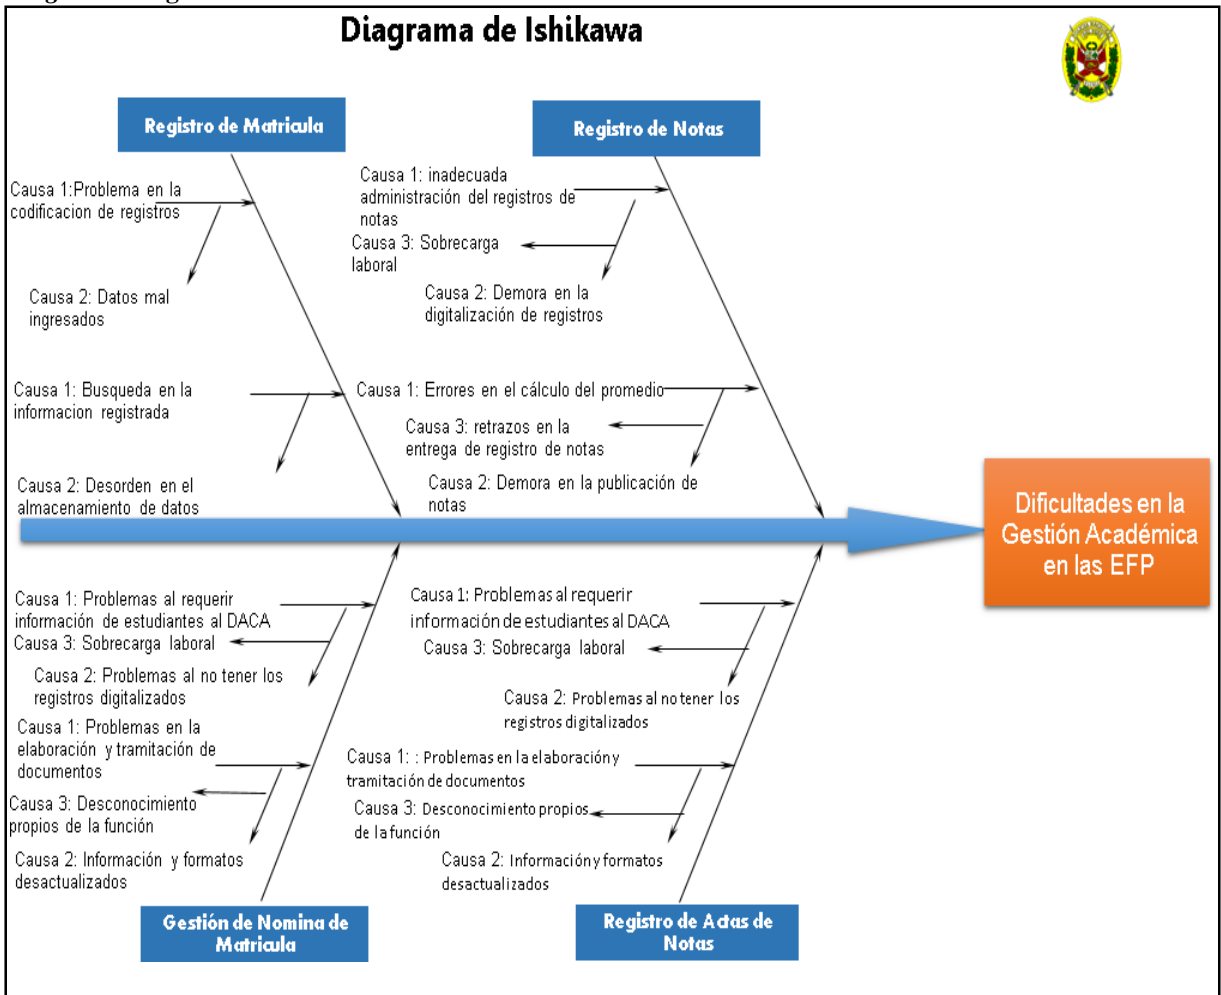 Diagrama de Ishikawa
Registro de Matricula
Causa 1:Problema en la
codificacion de registros
Causa 2: Datos mal
ingresados
Causa 1: Busqueda en la
informacion registrada
Causa 2: Desorden en el
almacenamiento de datos
Registro de Notas
Causa 1: inadecuada
administración del registros de
notas
Causa 3: Sobrecarga
laboral
Causa 2: Demora en la
digitalización de registros
Causa 1: Errores en el cálculo del promedio
Causa 3: retrazos en la
entrega de registro de notas
Causa 2: Demora en la publicación de
notas
Dificultades en la
Gestión Académica
en las EFP
Causa 1: Problemas al requerir
información de estudiantes al DACA
Causa 3: Sobrecarga laboral
Causa 2: Problemas al no tener los
registros digitalizados
Causa 1: Problemas en la
elaboración y tramitación de
documentos
Causa 3: Desconocimiento
propios de la función
Causa 2: Información y formatos
desactualizados
Gestión de Nomina de
Matricula
Causa 1: Problemas al requerir
información de estudiantes al DACA
Causa 3: Sobrecarga laboral
Causa 2: Problemas al no tener los
registros digitalizados
Causa 1: : Problemas en la elaboración y
tramitación de documentos
Causa 3: Desconocimiento propios
de la función
Causa 2: Información y formatos
desactualizados
Registro de Actas de
Notas